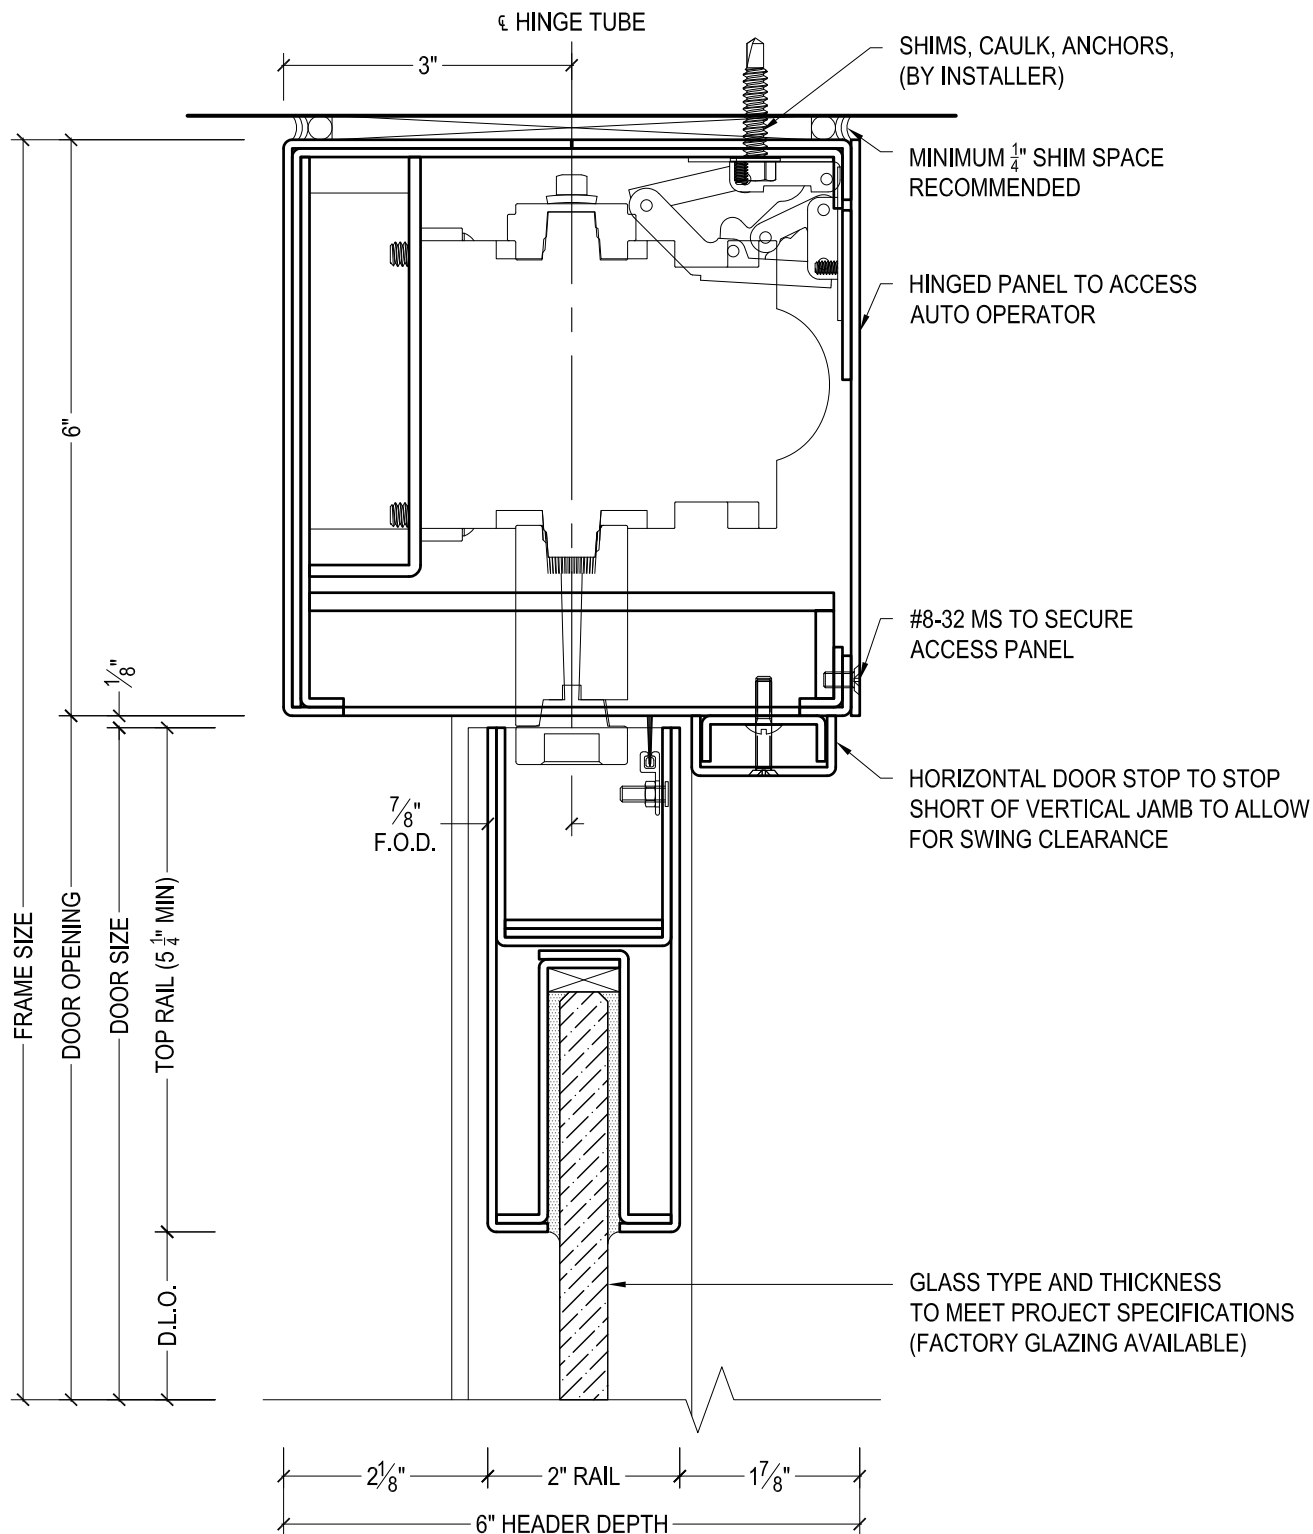 ℄ HINGE TUBE
3"
SHIMS, CAULK, ANCHORS,
(BY INSTALLER)
MINIMUM 1/4" SHIM SPACE
RECOMMENDED
HINGED PANEL TO ACCESS
AUTO OPERATOR
6"
#8-32 MS TO SECURE
ACCESS PANEL
1/8"
HORIZONTAL DOOR STOP TO STOP
SHORT OF VERTICAL JAMB TO ALLOW
FOR SWING CLEARANCE
7/8"
F.O.D.
FRAME SIZE
DOOR OPENING
DOOR SIZE
TOP RAIL (5 1/4" MIN)
D.L.O.
GLASS TYPE AND THICKNESS
TO MEET PROJECT SPECIFICATIONS
(FACTORY GLAZING AVAILABLE)
2 1/8"
2" RAIL
1 7/8"
6" HEADER DEPTH